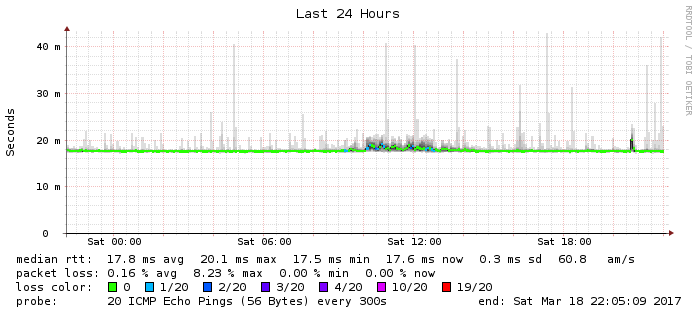 Last 24 Hours
RRDTOOL / TOBI OETIKER
Seconds
40 m
30 m
20 m
10 m
0
Sat 00:00 Sat 06:00 Sat 12:00 Sat 18:00
median rtt: 17.8 ms avg 20.1 ms max 17.5 ms min 17.6 ms now 0.3 ms sd 60.8 am/s
packet loss: 0.16 % avg 8.23 % max 0.00 % min 0.00 % now
loss color: 0 1/20 2/20 3/20 4/20 10/20 19/20
probe: 20 ICMP Echo Pings (56 Bytes) every 300s end: Sat Mar 18 22:05:09 2017